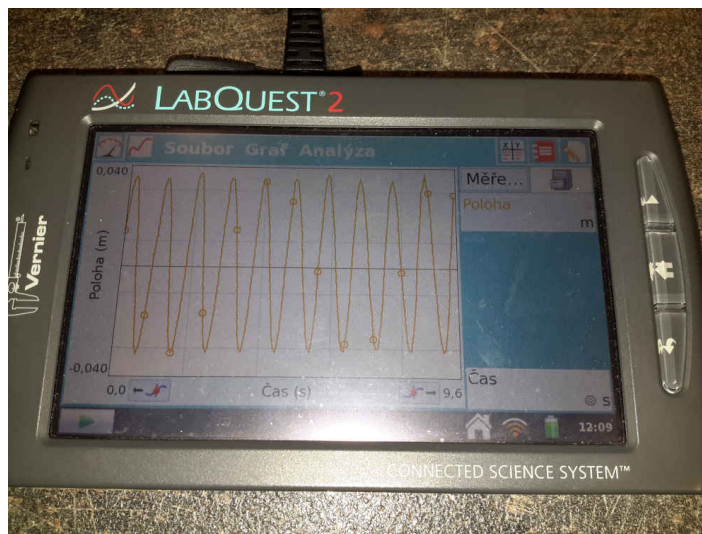 LABQUEST®2
Soubor Graf Analýza
X Y
0,040
Měře...
Poloha
m
Poloha (m)
Vernier
-0,040
0,0
Čas (s)
9,6
Čas
s
12:09
CONNECTED SCIENCE SYSTEM™